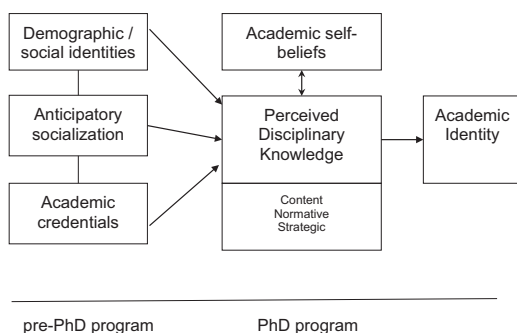 Demographic /
social identities
Anticipatory
socialization
Academic
credentials
Academic self-
beliefs
Perceived
Disciplinary
Knowledge
Content
Normative
Strategic
Academic
Identity
pre-PhD program
PhD program